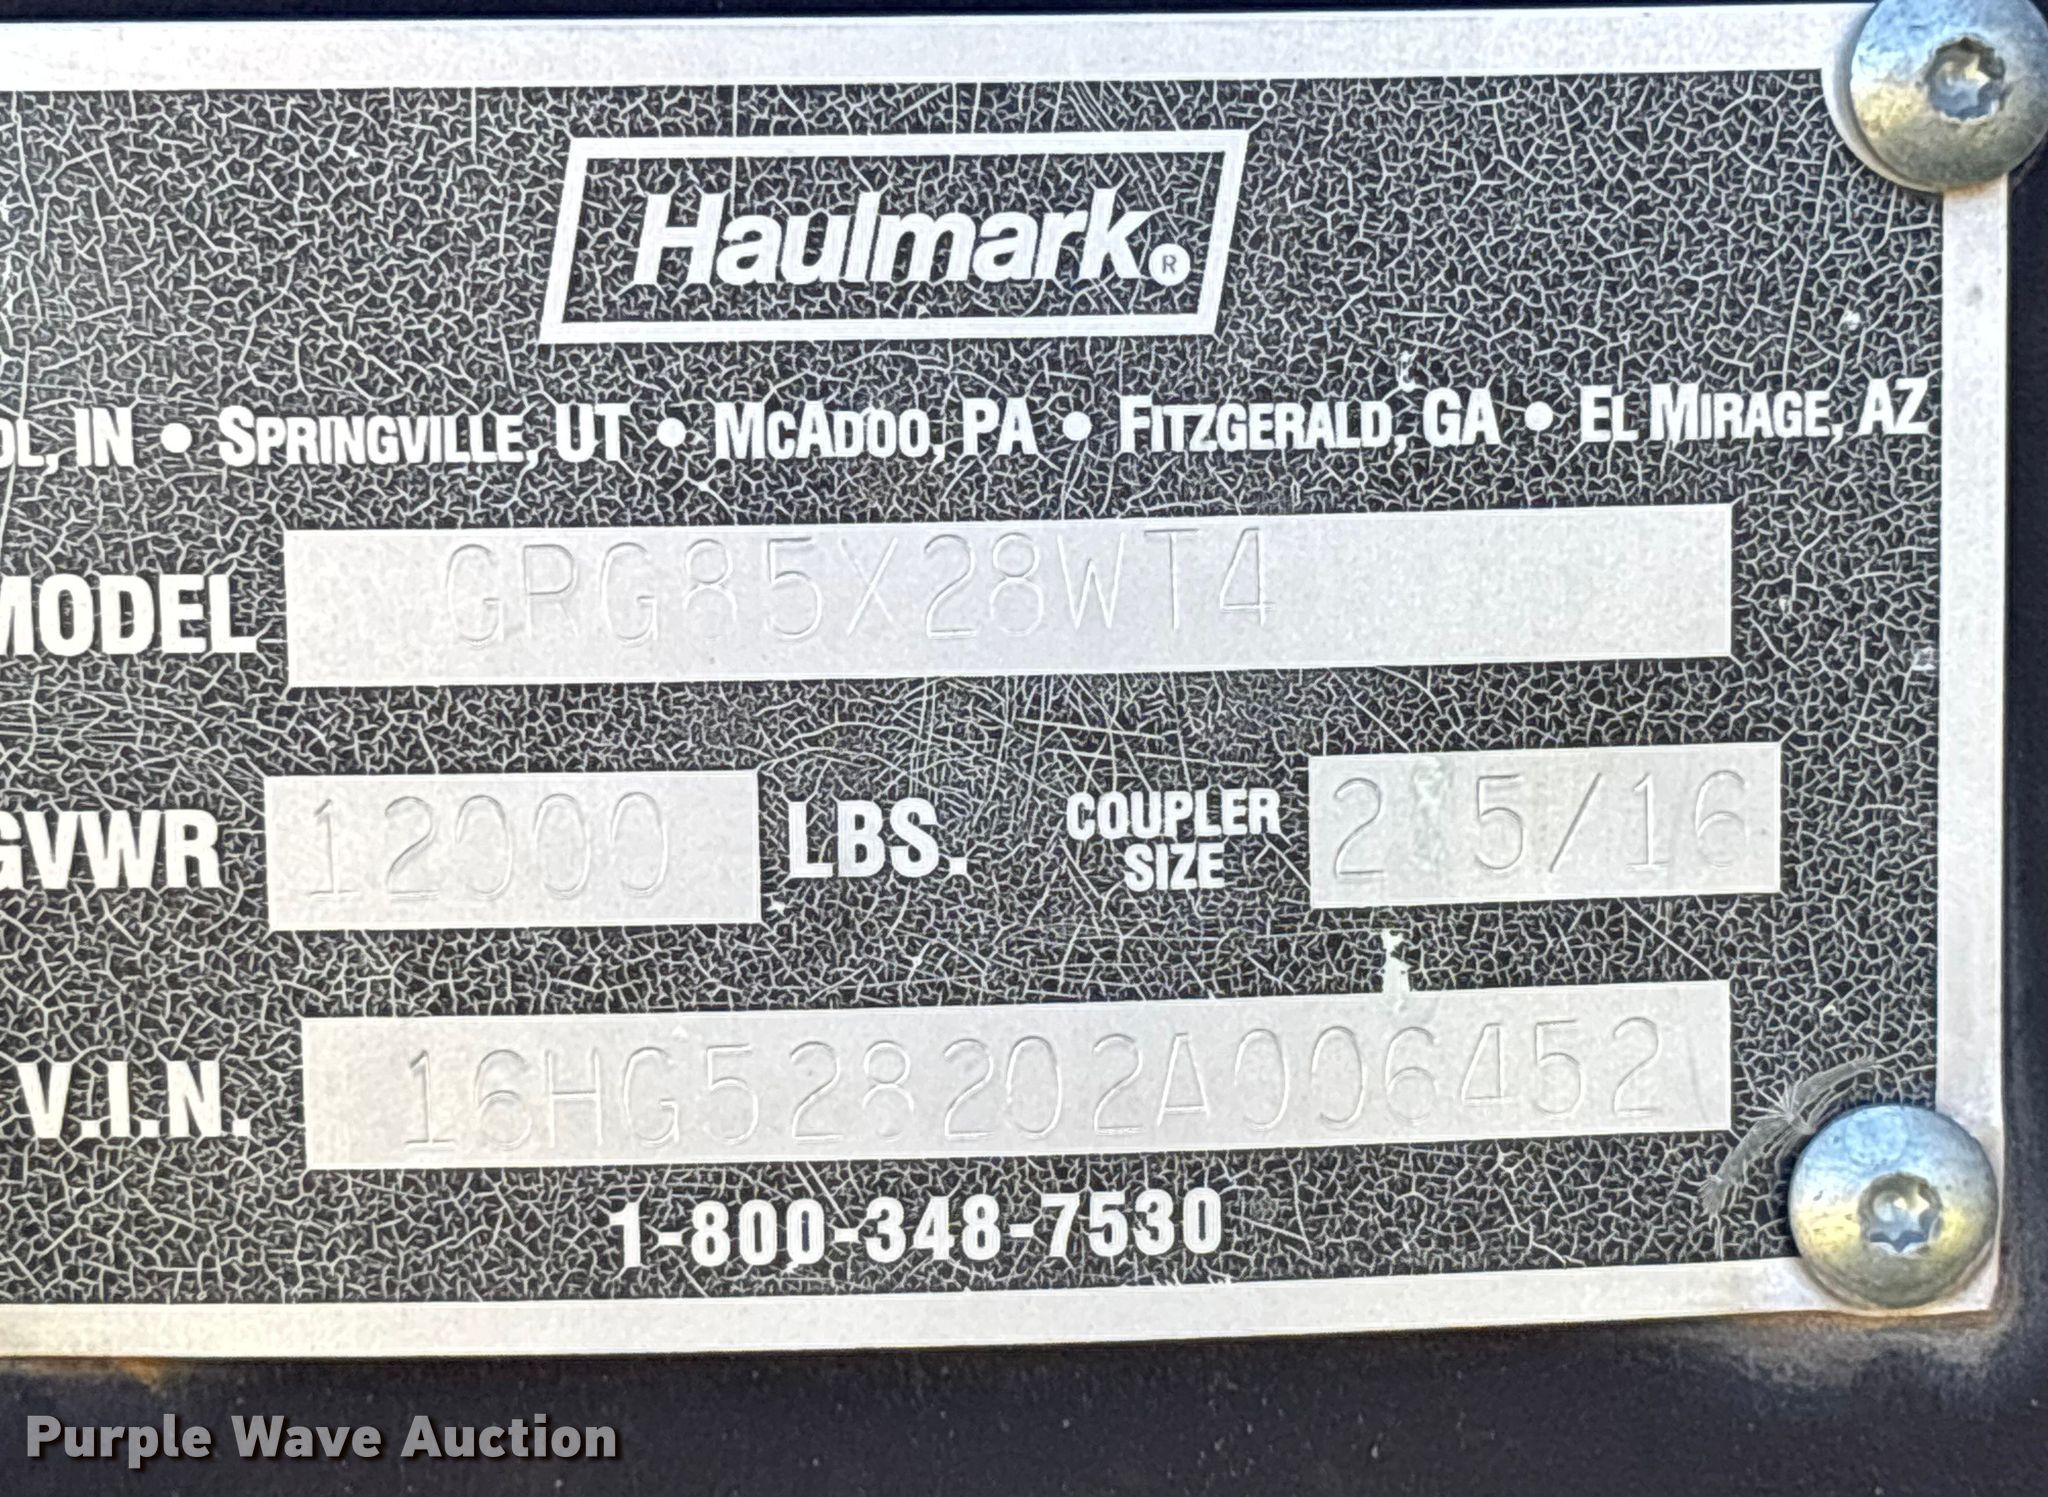 Haulmark®
OL, IN • SPRINGVILLE, UT • MCADOO, PA • FITZGERALD, GA • EL MIRAGE, AZ
MODEL GRG85X28WT4
GVWR 12000 LBS. COUPLER SIZE 2 5/16
V.I.N. 16HG528202A006452
1-800-348-7530
Purple Wave Auction